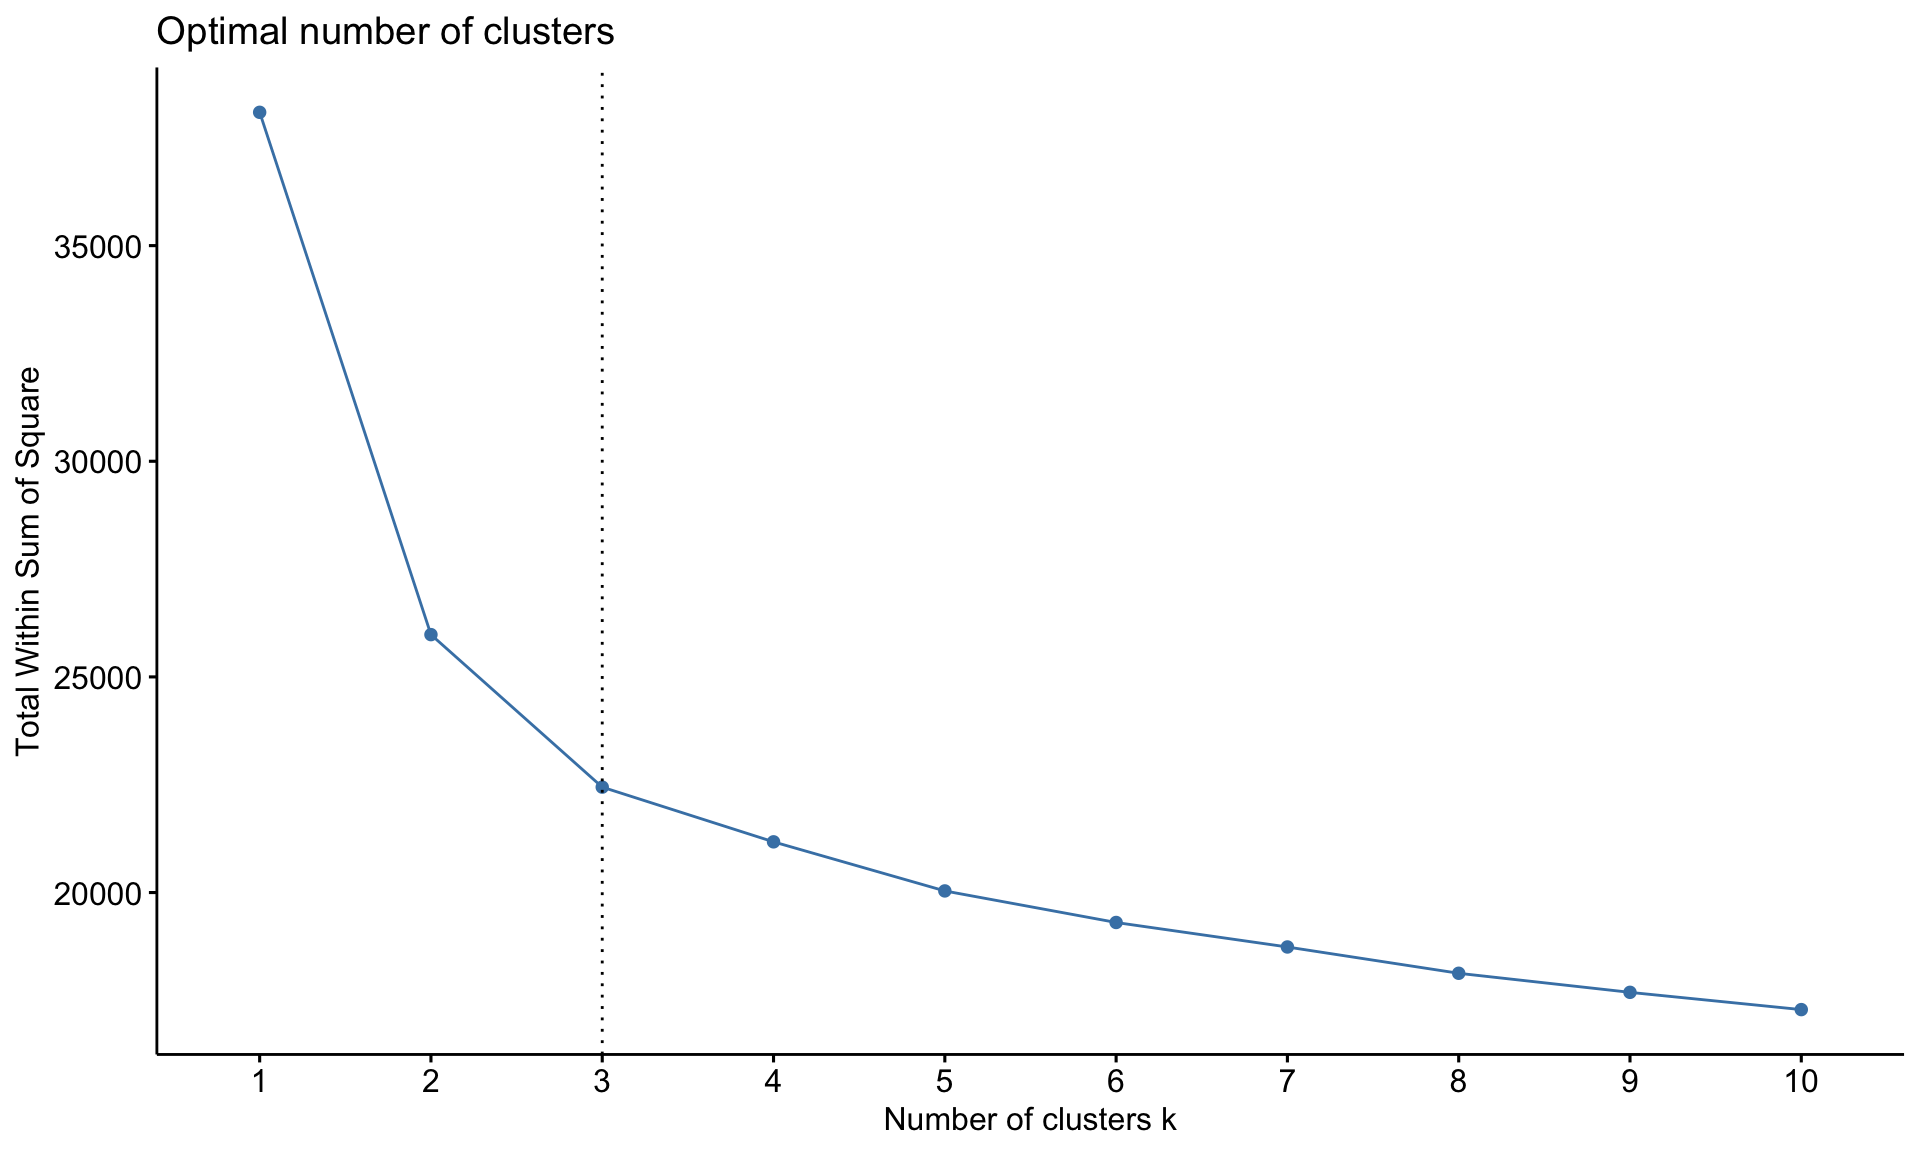 Optimal number of clusters
Total Within Sum of Square
35000
30000
25000
20000
1 2 3 4 5 6 7 8 9 10
Number of clusters k